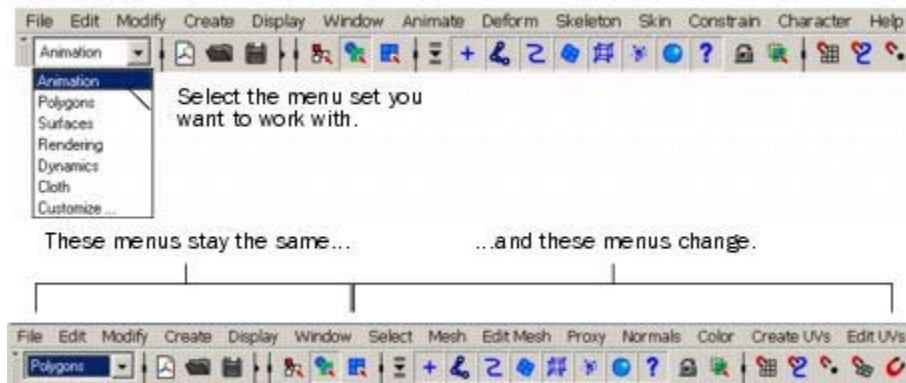 File Edit Modify Create Display Window Animate Deform Skeleton Skin Constrain Character Help
Animation
Animation
Polygons
Surfaces
Rendering
Dynamics
Cloth
Customize ...
Select the menu set you
want to work with.
These menus stay the same...
...and these menus change.
File Edit Modify Create Display Window Select Mesh Edit Mesh Proxy Normals Color Create UVs Edit UVs
Polygons